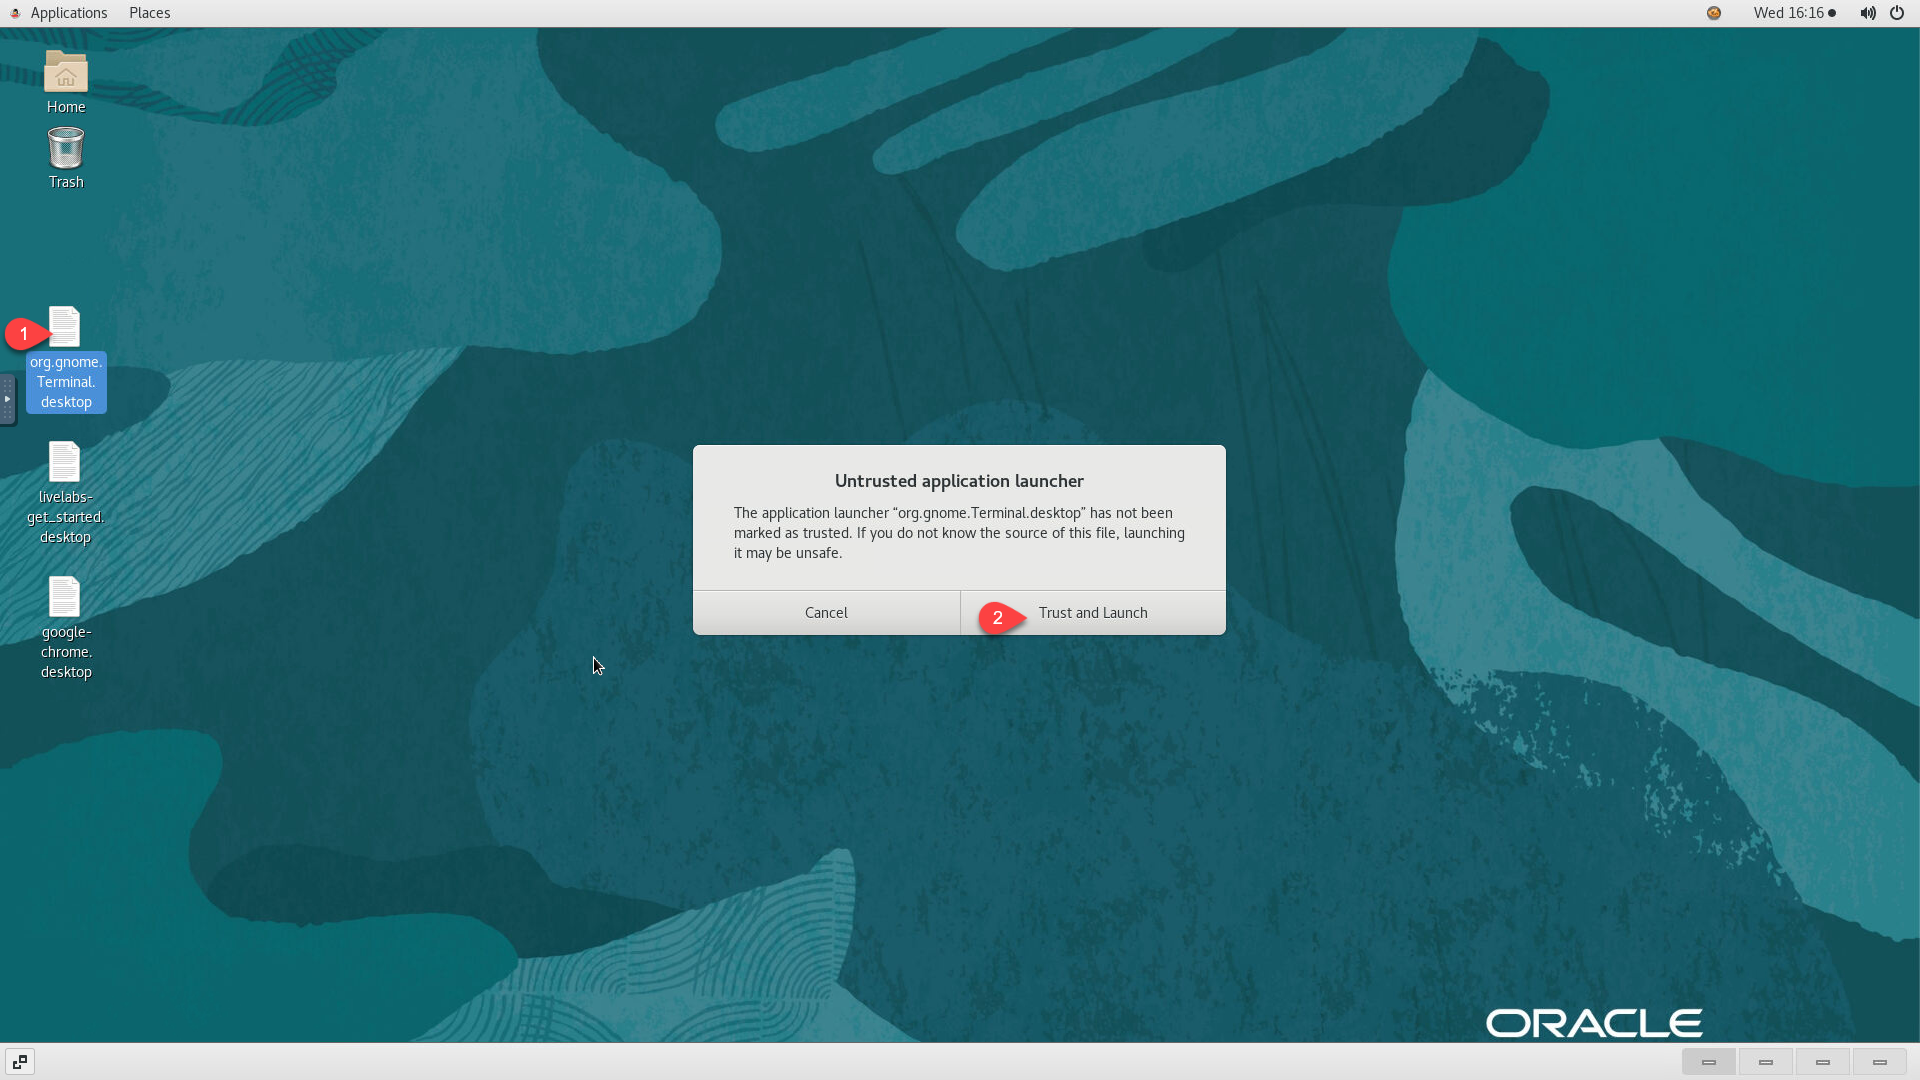 Applications Places
Wed 16:16
Home
Trash
1
org.gnome.
Terminal.
desktop
livelabs-
get_started.
desktop
google-
chrome.
desktop
Untrusted application launcher
The application launcher “org.gnome.Terminal.desktop” has not been
marked as trusted. If you do not know the source of this file, launching
it may be unsafe.
Cancel
2
Trust and Launch
ORACLE